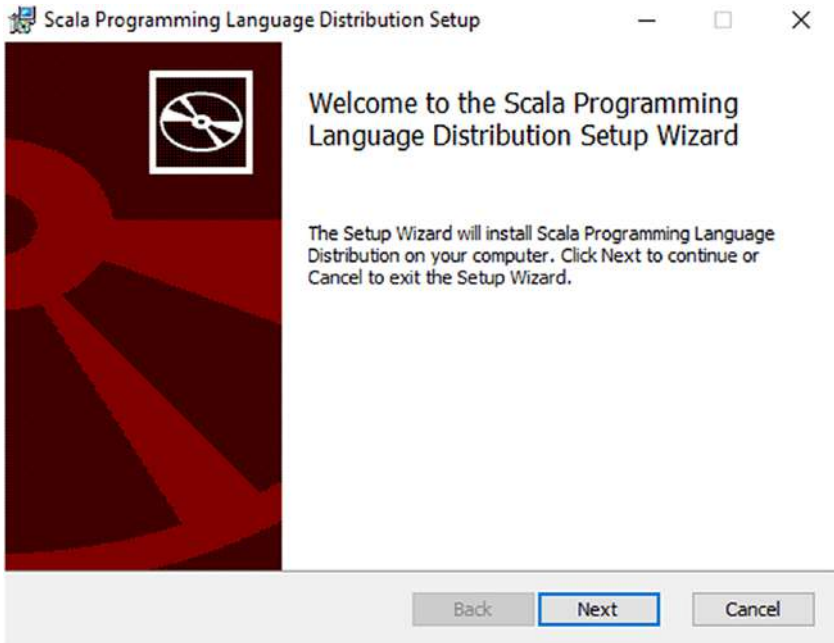 Scala Programming Language Distribution Setup
Welcome to the Scala Programming
Language Distribution Setup Wizard
The Setup Wizard will install Scala Programming Language
Distribution on your computer. Click Next to continue or
Cancel to exit the Setup Wizard.
Back Next Cancel